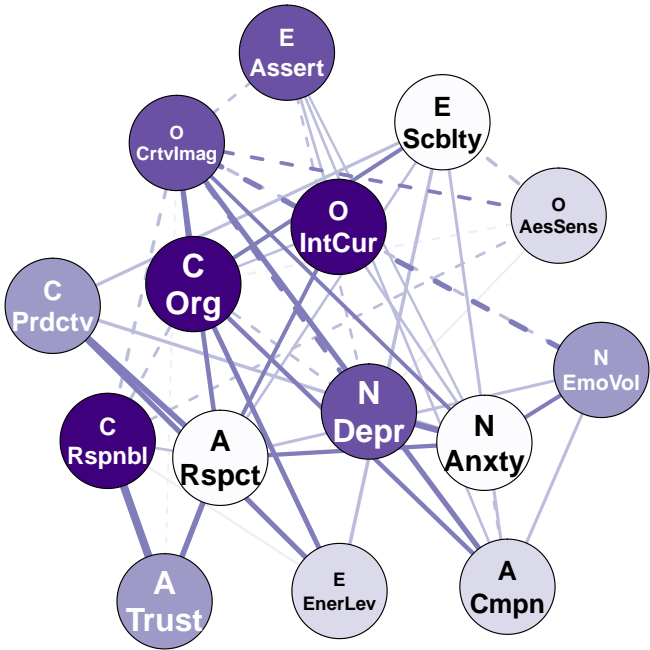 E
Assert
E
Scblty
O
CrtvImag
O
AesSens
O
IntCur
C
Org
C
Prdctv
N
EmoVol
N
Depr
C
Rspnbl
A
Rspct
N
Anxty
A
Trust
E
EnerLev
A
Cmpn